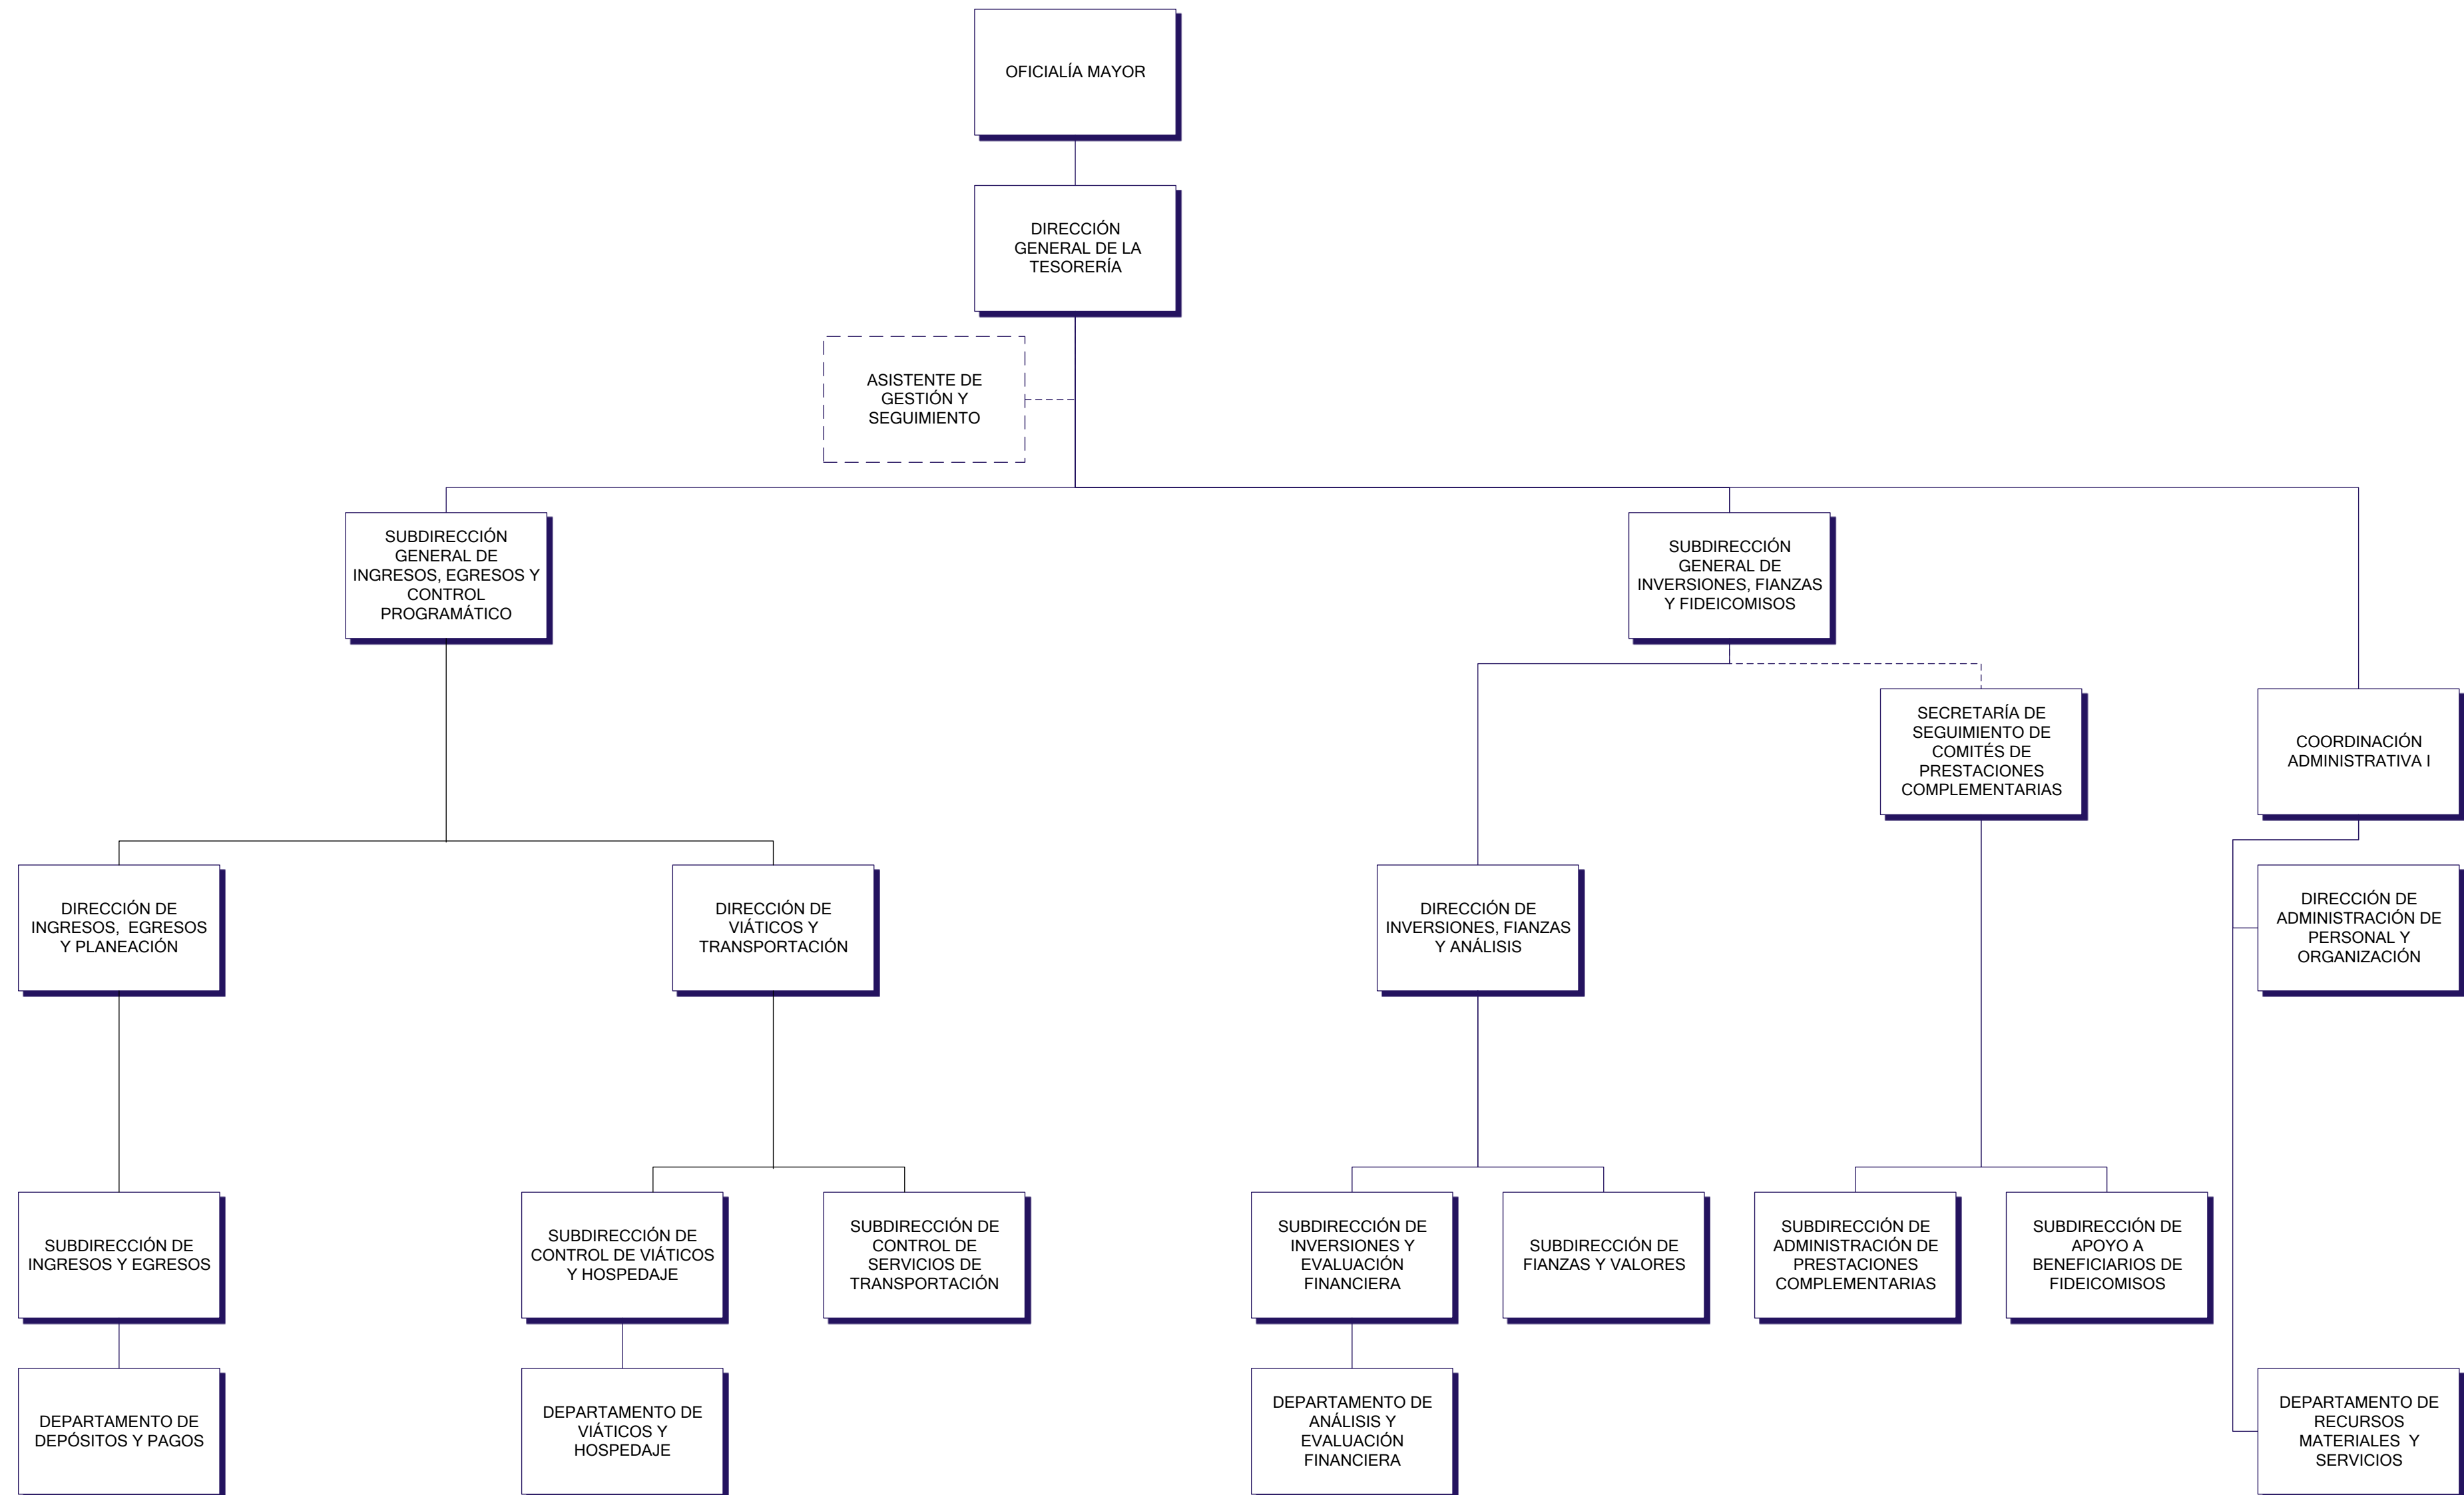 OFICIALÍA MAYOR
DIRECCIÓN
GENERAL DE LA
TESORERÍA
ASISTENTE DE
GESTIÓN Y
SEGUIMIENTO
SUBDIRECCIÓN
GENERAL DE
INGRESOS, EGRESOS Y
CONTROL
PROGRAMÁTICO
SUBDIRECCIÓN
GENERAL DE
INVERSIONES, FIANZAS
Y FIDEICOMISOS
SECRETARÍA DE
SEGUIMIENTO DE
COMITÉS DE
PRESTACIONES
COMPLEMENTARIAS
COORDINACIÓN
ADMINISTRATIVA I
DIRECCIÓN DE
INGRESOS, EGRESOS
Y PLANEACIÓN
DIRECCIÓN DE
VIÁTICOS Y
TRANSPORTACIÓN
DIRECCIÓN DE
INVERSIONES, FIANZAS
Y ANÁLISIS
DIRECCIÓN DE
ADMINISTRACIÓN DE
PERSONAL Y
ORGANIZACIÓN
SUBDIRECCIÓN DE
INGRESOS Y EGRESOS
SUBDIRECCIÓN DE
CONTROL DE VIÁTICOS
Y HOSPEDAJE
SUBDIRECCIÓN DE
CONTROL DE
SERVICIOS DE
TRANSPORTACIÓN
SUBDIRECCIÓN DE
INVERSIONES Y
EVALUACIÓN
FINANCIERA
SUBDIRECCIÓN DE
FIANZAS Y VALORES
SUBDIRECCIÓN DE
ADMINISTRACIÓN DE
PRESTACIONES
COMPLEMENTARIAS
SUBDIRECCIÓN DE
APOYO A
BENEFICIARIOS DE
FIDEICOMISOS
DEPARTAMENTO DE
DEPÓSITOS Y PAGOS
DEPARTAMENTO DE
VIÁTICOS Y
HOSPEDAJE
DEPARTAMENTO DE
ANÁLISIS Y
EVALUACIÓN
FINANCIERA
DEPARTAMENTO DE
RECURSOS
MATERIALES Y
SERVICIOS